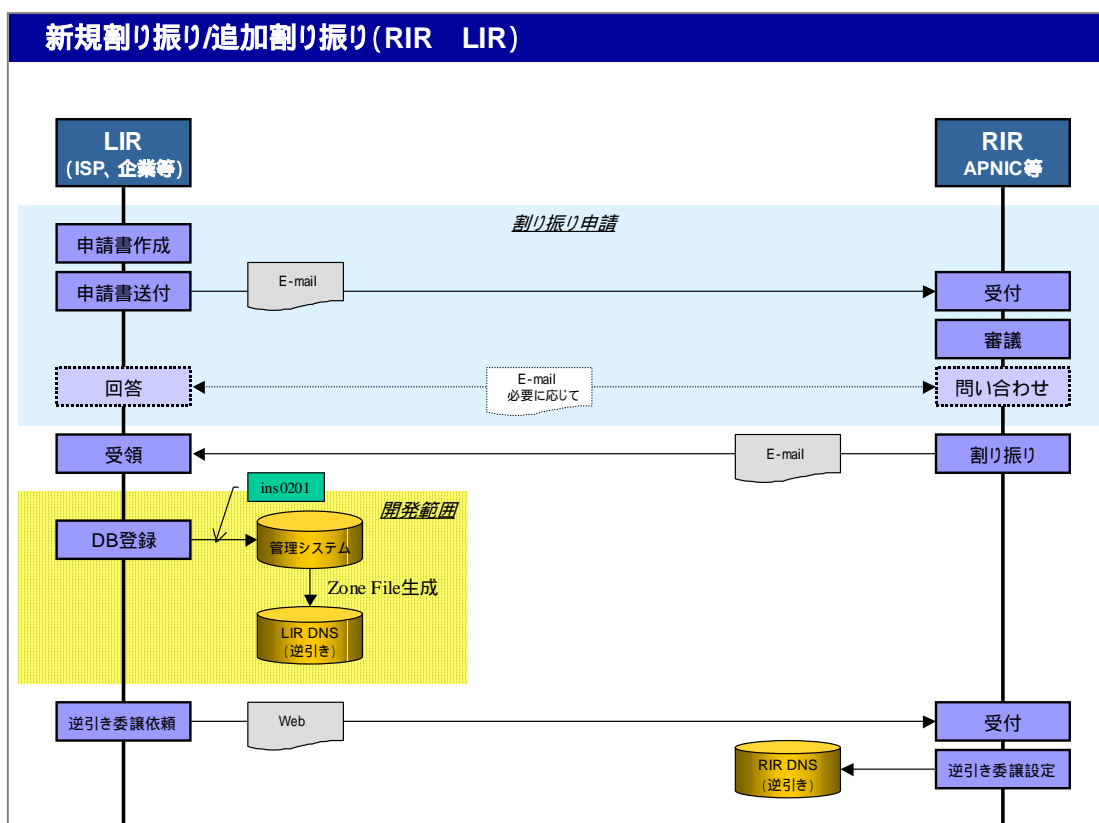 新規割り振り/追加割り振り(RIR　LIR)
LIR
(ISP、企業等)
RIR
APNIC等
割り振り申請
申請書作成
申請書送付
E-mail
受付
審議
回答
E-mail
必要に応じて
問い合わせ
受領
E-mail
割り振り
ins0201
開発範囲
DB登録
管理システム
Zone File生成
LIR DNS
(逆引き)
逆引き委譲依頼
Web
受付
RIR DNS
(逆引き)
逆引き委譲設定